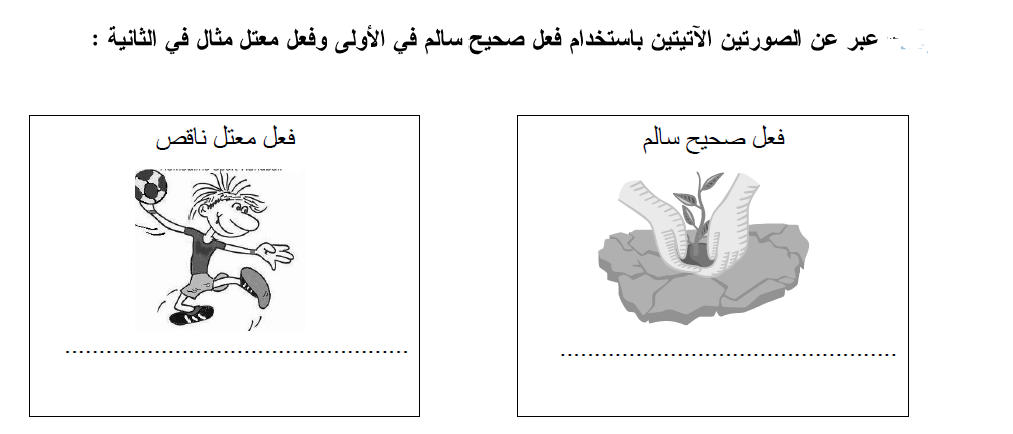 عبر عن الصورتين الآتيتين باستخدام فعل صحيح سالم في الأولى وفعل معتل مثال في الثانية :
فعل صحيح سالم
................................................
فعل معتل ناقص
.................................................